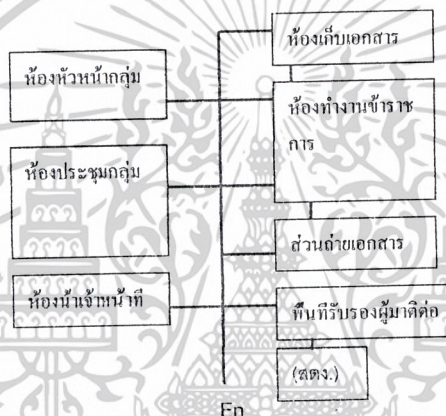 ห้องเก็บเอกสาร
ห้องหัวหน้ากลุ่ม
ห้องทำงานข้าราช
การ
ห้องประชุมกลุ่ม
ส่วนถ่ายเอกสาร
ห้องน้ำเจ้าหน้าที่
พื้นที่รับรองผู้มาติต่อ
(สตง.)
En